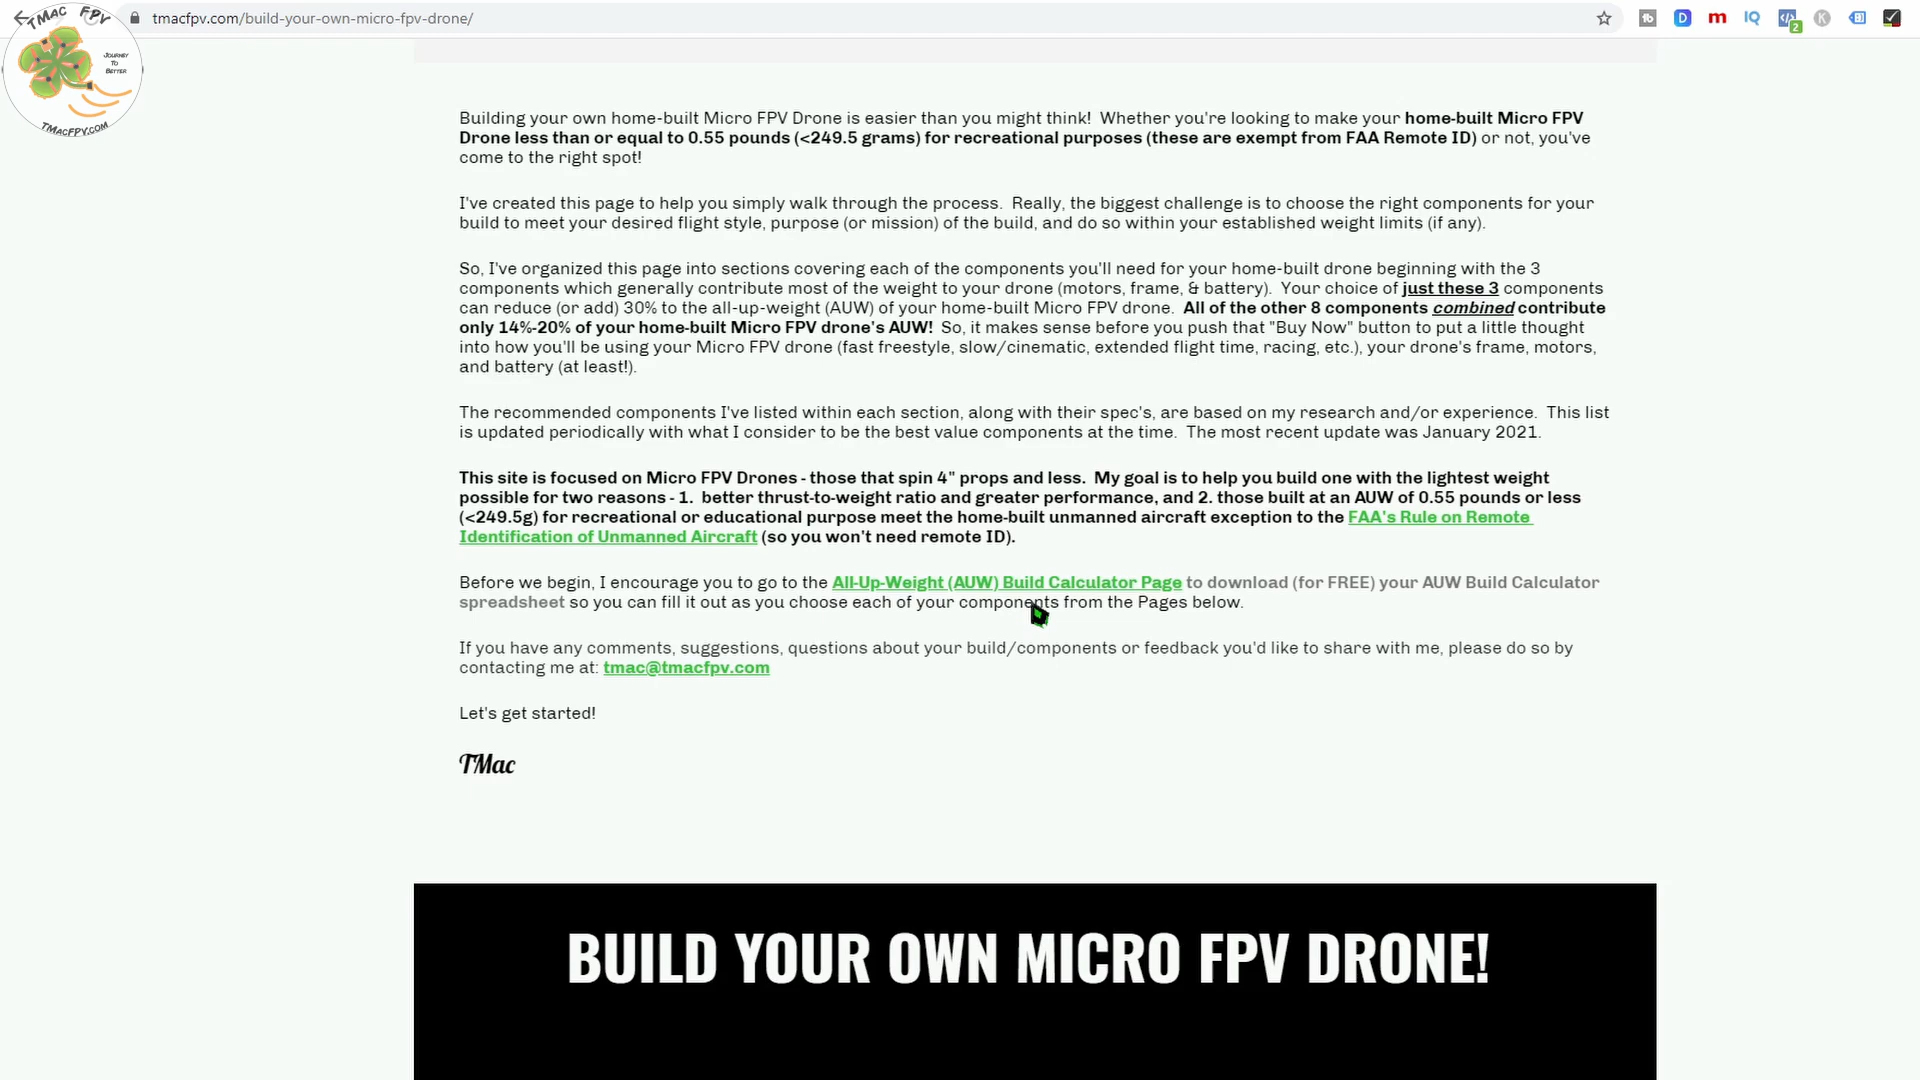 tmacfpv.com/build-your-own-micro-fpv-drone/
TMAC FPV
JOURNEY
TO
BETTER
TMACFPV.COM
Building your own home-built Micro FPV Drone is easier than you might think!  Whether you're looking to make your home-built Micro FPV
Drone less than or equal to 0.55 pounds (<249.5 grams) for recreational purposes (these are exempt from FAA Remote ID) or not, you've
come to the right spot!
I've created this page to help you simply walk through the process.  Really, the biggest challenge is to choose the right components for your
build to meet your desired flight style, purpose (or mission) of the build, and do so within your established weight limits (if any).
So, I've organized this page into sections covering each of the components you'll need for your home-built drone beginning with the 3
components which generally contribute most of the weight to your drone (motors, frame, & battery).  Your choice of just these 3 components
can reduce (or add) 30% to the all-up-weight (AUW) of your home-built Micro FPV drone.  All of the other 8 components combined contribute
only 14%-20% of your home-built Micro FPV drone's AUW!  So, it makes sense before you push that "Buy Now" button to put a little thought
into how you'll be using your Micro FPV drone (fast freestyle, slow/cinematic, extended flight time, racing, etc.), your drone's frame, motors,
and battery (at least!).
The recommended components I've listed within each section, along with their spec's, are based on my research and/or experience.  This list
is updated periodically with what I consider to be the best value components at the time.  The most recent update was January 2021.
This site is focused on Micro FPV Drones - those that spin 4" props and less.  My goal is to help you build one with the lightest weight
possible for two reasons - 1.  better thrust-to-weight ratio and greater performance, and 2. those built at an AUW of 0.55 pounds or less
(<249.5g) for recreational or educational purpose meet the home-built unmanned aircraft exception to the FAA's Rule on Remote
Identification of Unmanned Aircraft (so you won't need remote ID).
Before we begin, I encourage you to go to the All-Up-Weight (AUW) Build Calculator Page to download (for FREE) your AUW Build Calculator
spreadsheet so you can fill it out as you choose each of your components from the Pages below.
If you have any comments, suggestions, questions about your build/components or feedback you'd like to share with me, please do so by
contacting me at: tmac@tmacfpv.com
Let's get started!
TMac
BUILD YOUR OWN MICRO FPV DRONE!